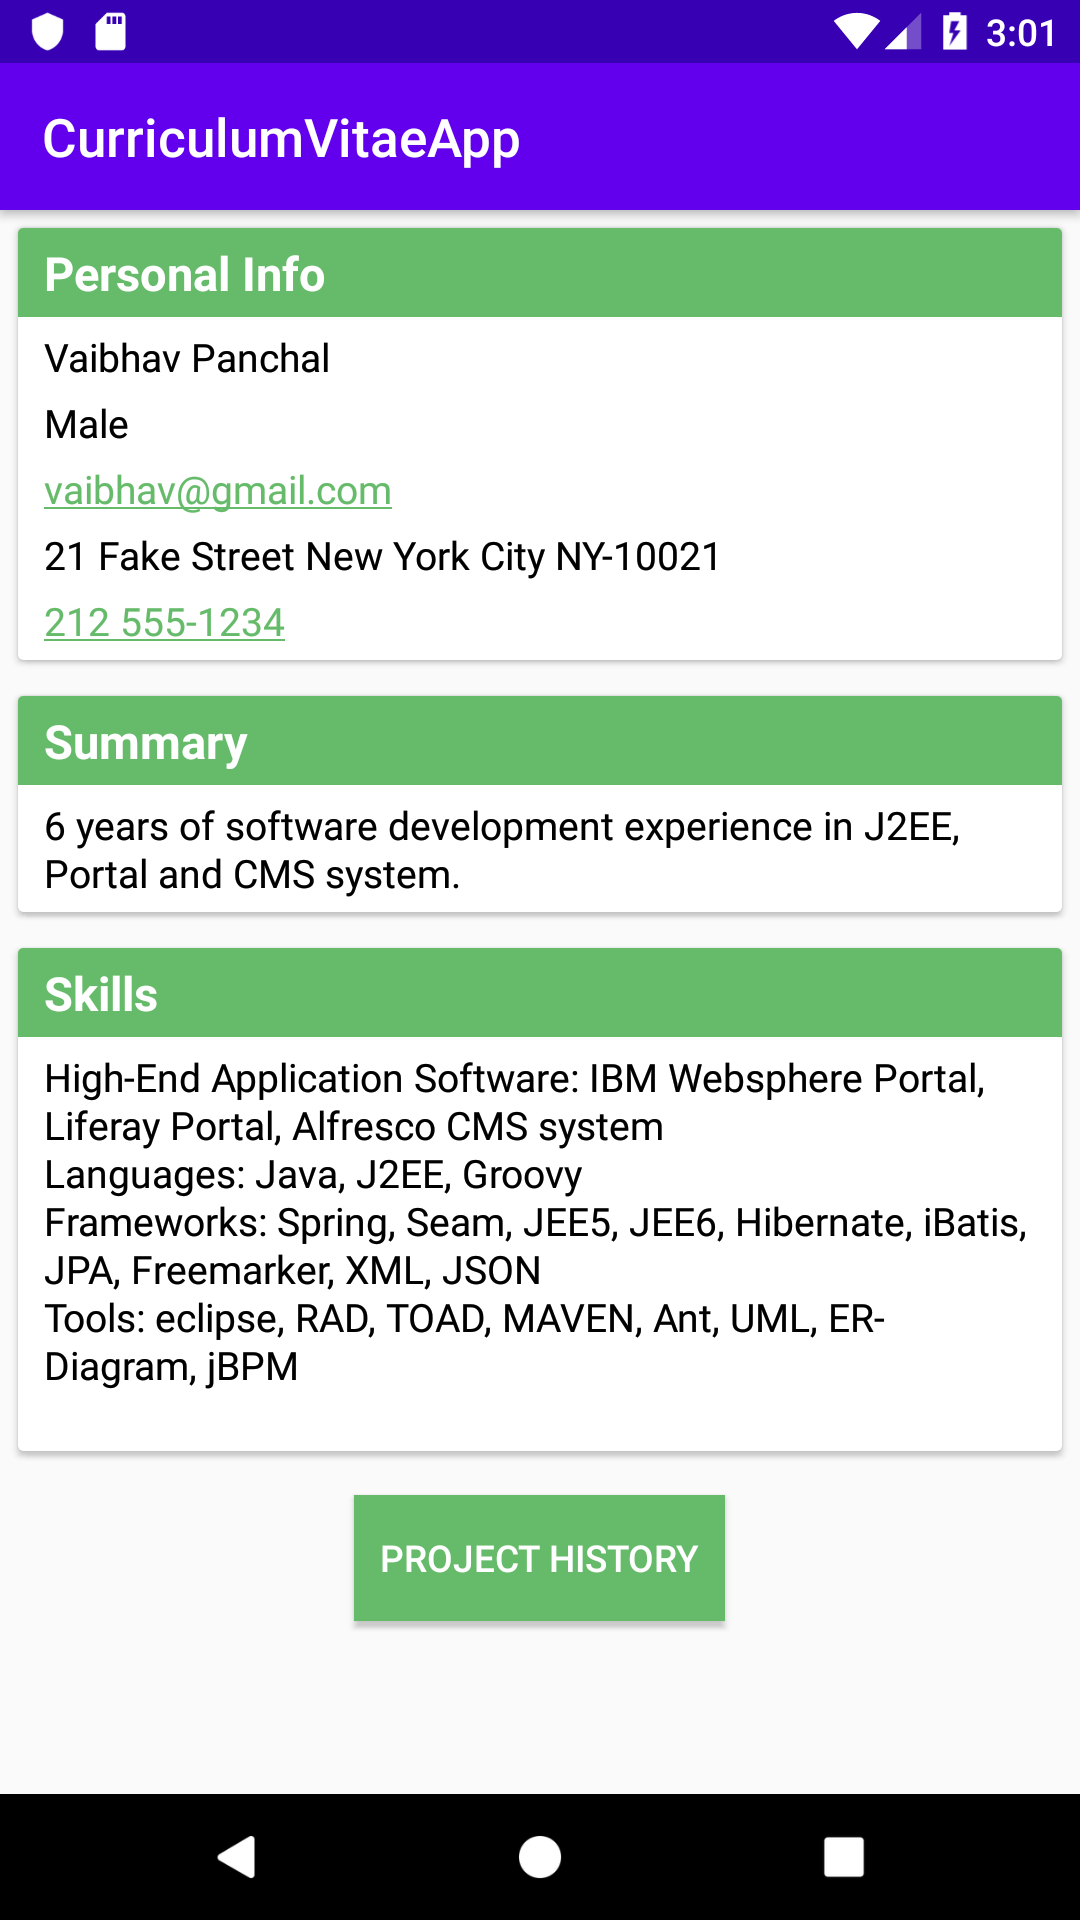 3:01
CurriculumVitaeApp
Personal Info
Vaibhav Panchal
Male
vaibhav@gmail.com
21 Fake Street New York City NY-10021
212 555-1234
Summary
6 years of software development experience in J2EE,
Portal and CMS system.
Skills
High-End Application Software: IBM Websphere Portal,
Liferay Portal, Alfresco CMS system
Languages: Java, J2EE, Groovy
Frameworks: Spring, Seam, JEE5, JEE6, Hibernate, iBatis,
JPA, Freemarker, XML, JSON
Tools: eclipse, RAD, TOAD, MAVEN, Ant, UML, ER-
Diagram, jBPM
PROJECT HISTORY